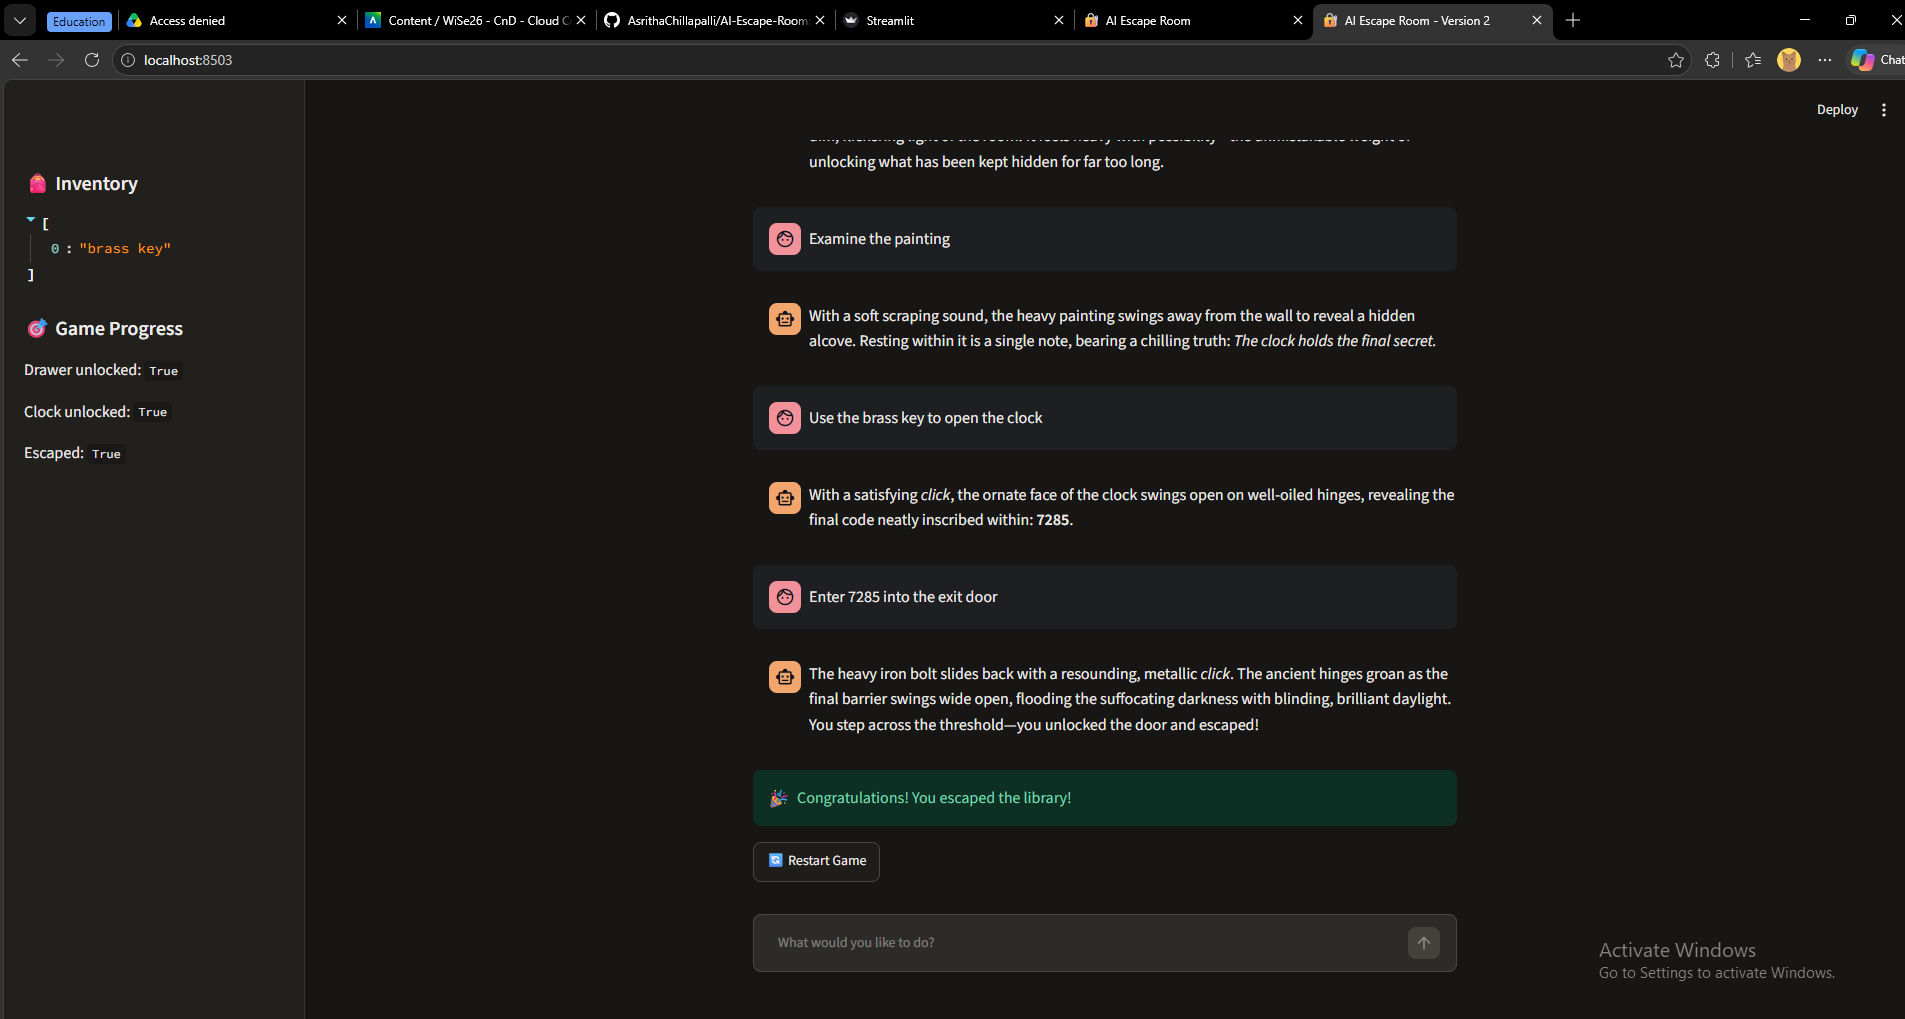 Education
Access denied
Content / WiSe26 - CnD - Cloud C
AsrithaChillapalli/AI-Escape-Room
Streamlit
AI Escape Room
AI Escape Room - Version 2
localhost:8503
Chat
Deploy
Inventory
[
0 : "brass key"
]
Game Progress
Drawer unlocked: True
Clock unlocked: True
Escaped: True
unlocking what has been kept hidden for far too long.
Examine the painting
With a soft scraping sound, the heavy painting swings away from the wall to reveal a hidden
alcove. Resting within it is a single note, bearing a chilling truth: The clock holds the final secret.
Use the brass key to open the clock
With a satisfying click, the ornate face of the clock swings open on well-oiled hinges, revealing the
final code neatly inscribed within: 7285.
Enter 7285 into the exit door
The heavy iron bolt slides back with a resounding, metallic click. The ancient hinges groan as the
final barrier swings wide open, flooding the suffocating darkness with blinding, brilliant daylight.
You step across the threshold—you unlocked the door and escaped!
Congratulations! You escaped the library!
Restart Game
What would you like to do?
Activate Windows
Go to Settings to activate Windows.